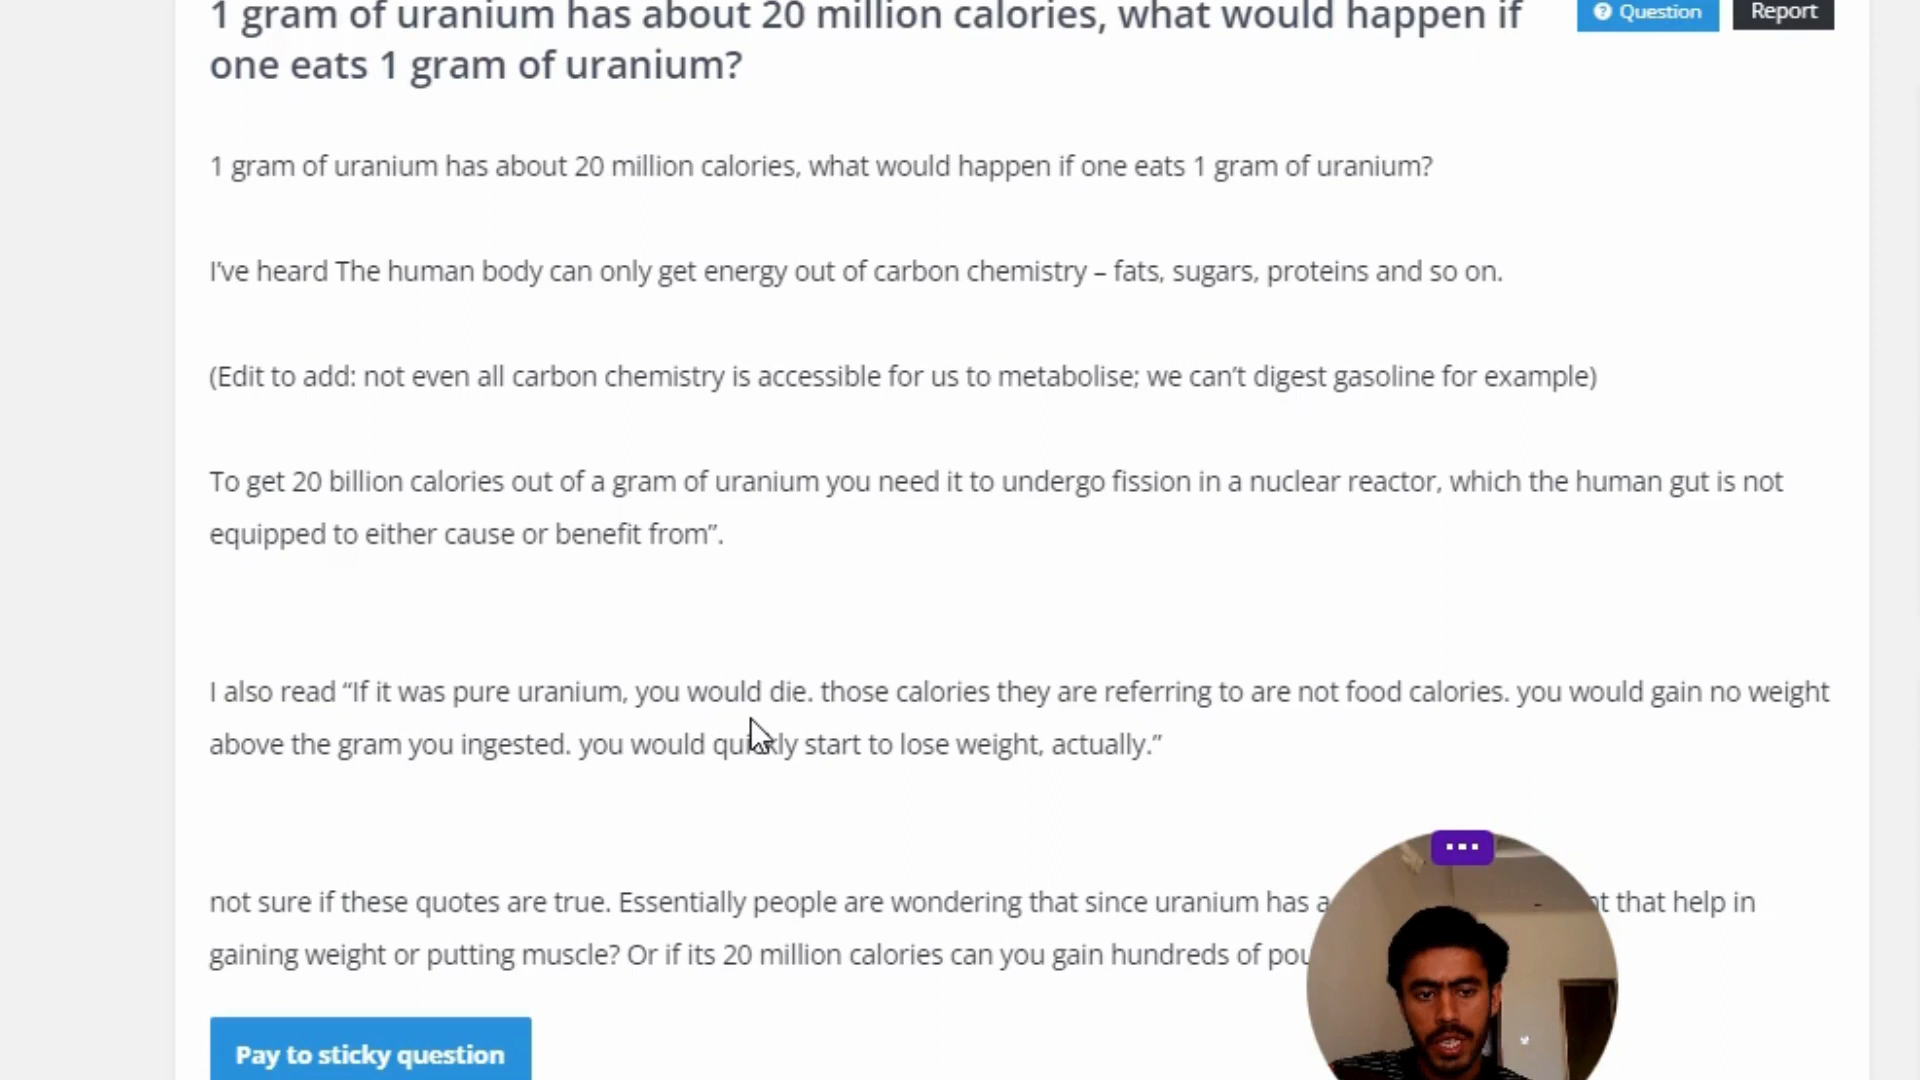 1 gram of uranium has about 20 million calories, what would happen if
one eats 1 gram of uranium?
Question
Report
1 gram of uranium has about 20 million calories, what would happen if one eats 1 gram of uranium?
I've heard The human body can only get energy out of carbon chemistry – fats, sugars, proteins and so on.
(Edit to add: not even all carbon chemistry is accessible for us to metabolise; we can't digest gasoline for example)
To get 20 billion calories out of a gram of uranium you need it to undergo fission in a nuclear reactor, which the human gut is not
equipped to either cause or benefit from”.
I also read “If it was pure uranium, you would die. those calories they are referring to are not food calories. you would gain no weight
above the gram you ingested. you would quickly start to lose weight, actually.”
not sure if these quotes are true. Essentially people are wondering that since uranium has a that help in
gaining weight or putting muscle? Or if its 20 million calories can you gain hundreds of
Pay to sticky question